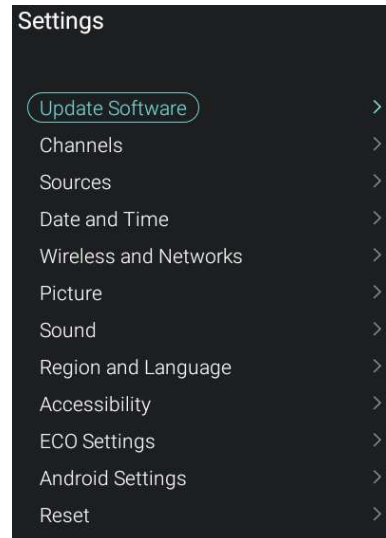 Settings
Update Software
Channels
Sources
Date and Time
Wireless and Networks
Picture
Sound
Region and Language
Accessibility
ECO Settings
Android Settings
Reset